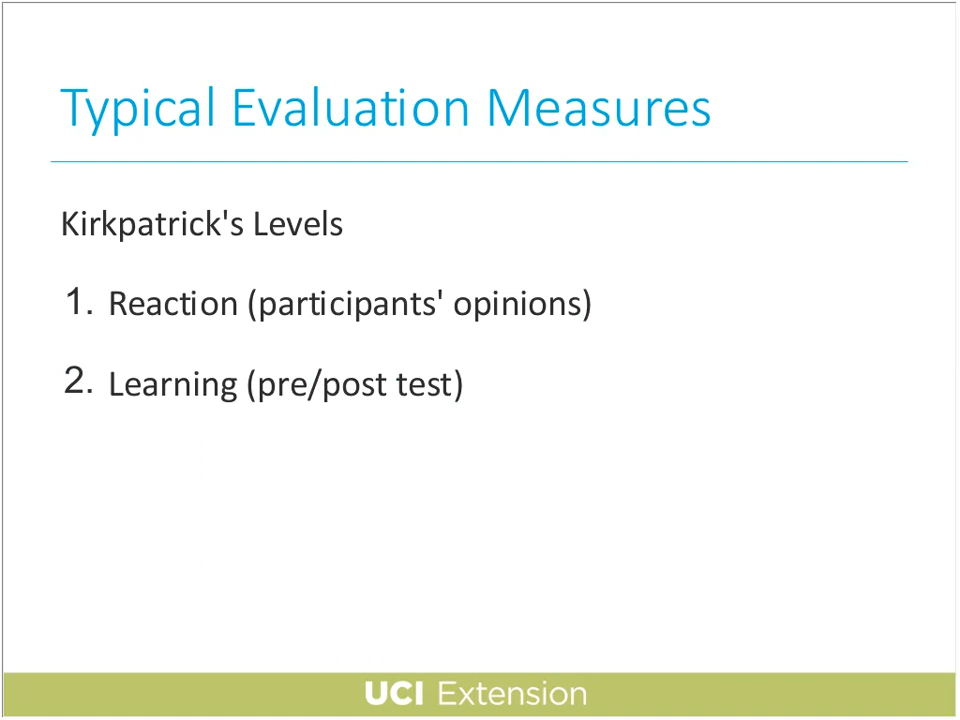 Typical Evaluation Measures
Kirkpatrick's Levels
1. Reaction (participants' opinions)
2. Learning (pre/post test)
UCI Extension